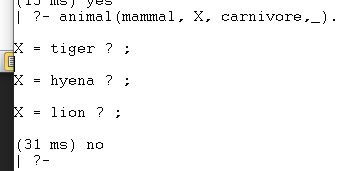 (15 ms) yes
| ?- animal(mammal, X, carnivore,_).
X = tiger ? ;
X = hyena ? ;
X = lion ? ;
(31 ms) no
| ?-